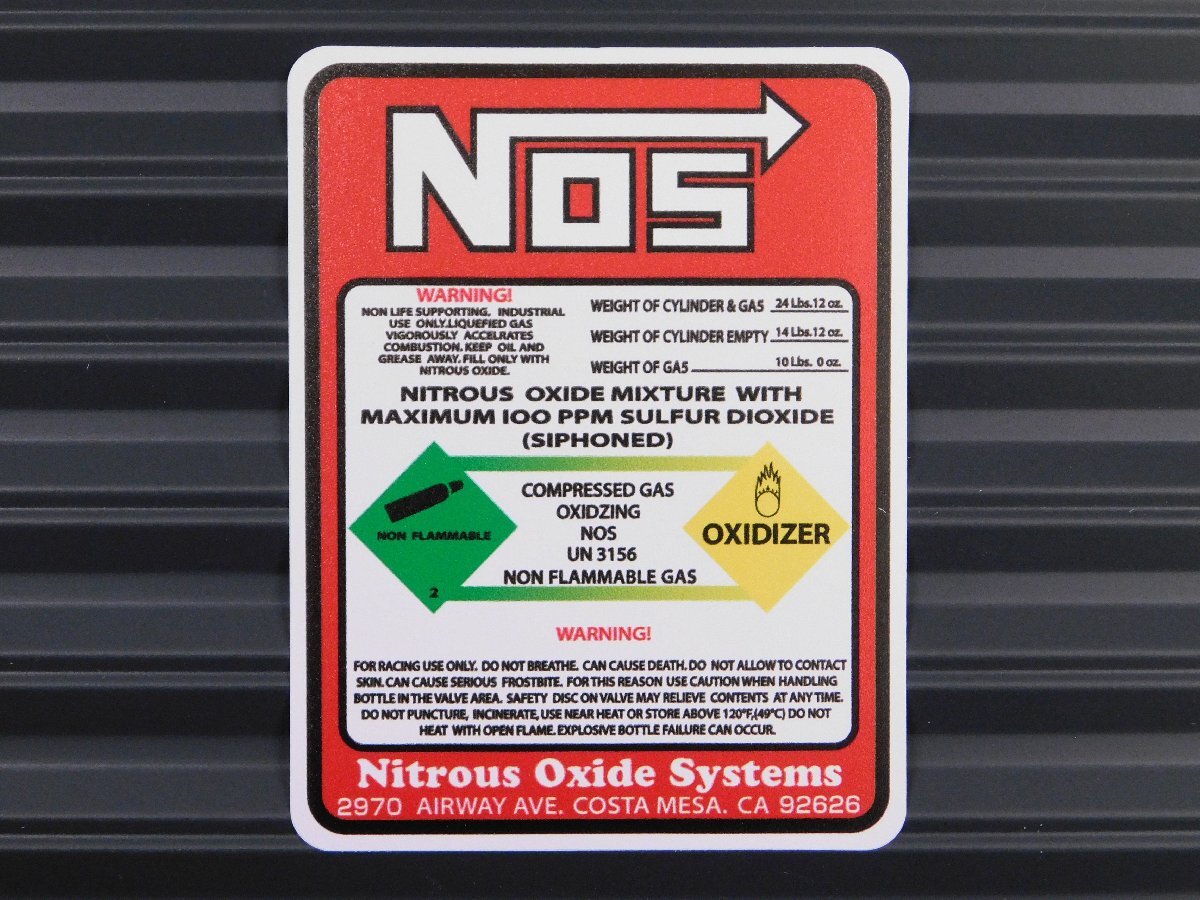 NOS
WARNING!
NON LIFE SUPPORTING. INDUSTRIAL
USE ONLY.LIQUEFIED GAS
VIGOROUSLY ACCELRATES
COMBUSTION. KEEP OIL AND
GREASE AWAY. FILL ONLY WITH
NITROUS OXIDE.
WEIGHT OF CYLINDER & GAS 24 Lbs. 12 oz.
WEIGHT OF CYLINDER EMPTY 14 Lbs. 12 oz.
WEIGHT OF GAS 10 Lbs. 0 oz.
NITROUS OXIDE MIXTURE WITH
MAXIMUM 100 PPM SULFUR DIOXIDE
(SIPHONED)
NON FLAMMABLE
2
COMPRESSED GAS
OXIDZING
NOS
UN 3156
NON FLAMMABLE GAS
OXIDIZER
WARNING!
FOR RACING USE ONLY. DO NOT BREATHE. CAN CAUSE DEATH. DO NOT ALLOW TO CONTACT
SKIN. CAN CAUSE SERIOUS FROSTBITE. FOR THIS REASON USE CAUTION WHEN HANDLING
BOTTLE IN THE VALVE AREA. SAFETY DISC ON VALVE MAY RELIEVE CONTENTS AT ANY TIME.
DO NOT PUNCTURE, INCINERATE, USE NEAR HEAT OR STORE ABOVE 120°F,(49°C) DO NOT
HEAT WITH OPEN FLAME. EXPLOSIVE BOTTLE FAILURE CAN OCCUR.
Nitrous Oxide Systems
2970 AIRWAY AVE. COSTA MESA. CA 92626